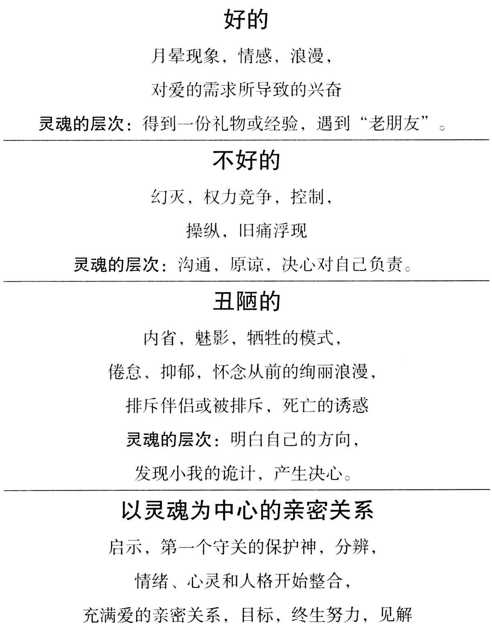 好的
月晕现象，情感，浪漫，
对爱的需求所导致的兴奋
灵魂的层次：得到一份礼物或经验，遇到“老朋友”。
不好的
幻灭，权力竞争，控制，
操纵，旧痛浮现
灵魂的层次：沟通，原谅，决心对自己负责。
丑陋的
内省，魅影，牺牲的模式，
倦怠、抑郁，怀念从前的绚丽浪漫，
排斥伴侣或被排斥，死亡的诱惑
灵魂的层次：明白自己的方向，
发现小我的诡计，产生决心。
以灵魂为中心的亲密关系
启示，第一个守关的保护神，分辨，
情绪、心灵和人格开始整合，
充满爱的亲密关系，目标，终生努力，见解